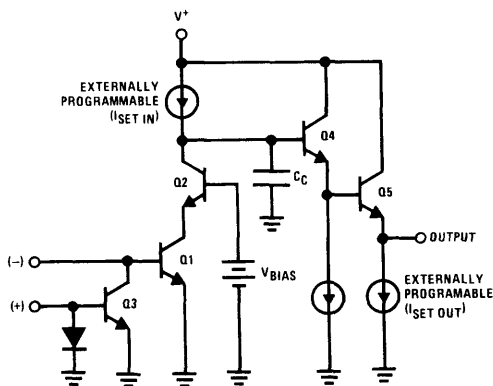 V+
EXTERNALLY
PROGRAMMABLE
(ISET IN)
Q4
Q2
CC
Q5
OUTPUT
(−)
Q1
VBIAS
EXTERNALLY
PROGRAMABLE
(ISET OUT)
(+)
Q3